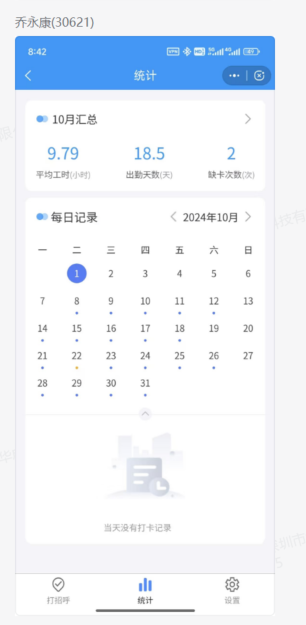 乔永康(30621)
8:42
统计
10月汇总
9.79 18.5 2
平均工时(小时) 出勤天数(天) 缺卡次数(次)
每日记录 2024年10月
一 二 三 四 五 六 日
1 2 3 4 5 6
7 8 9 10 11 12 13
14 15 16 17 18 19 20
21 22 23 24 25 26 27
28 29 30 31
当天没有打卡记录
打招呼 统计 设置